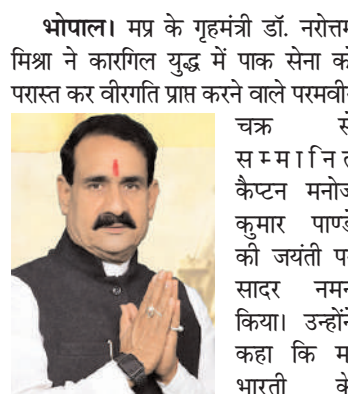 भोपाल। मप्र के गृहमंत्री डॉ. नरोत्तम
मिश्रा ने कारगिल युद्ध में पाक सेना को
परास्त कर वीरगति प्राप्त करने वाले परमवी
चक्र से
सम्मानित
कैप्टन मनोज
कुमार पाण्डे
की जयंती प
सादर नमन
किया। उन्होंने
कहा कि म
भारती के